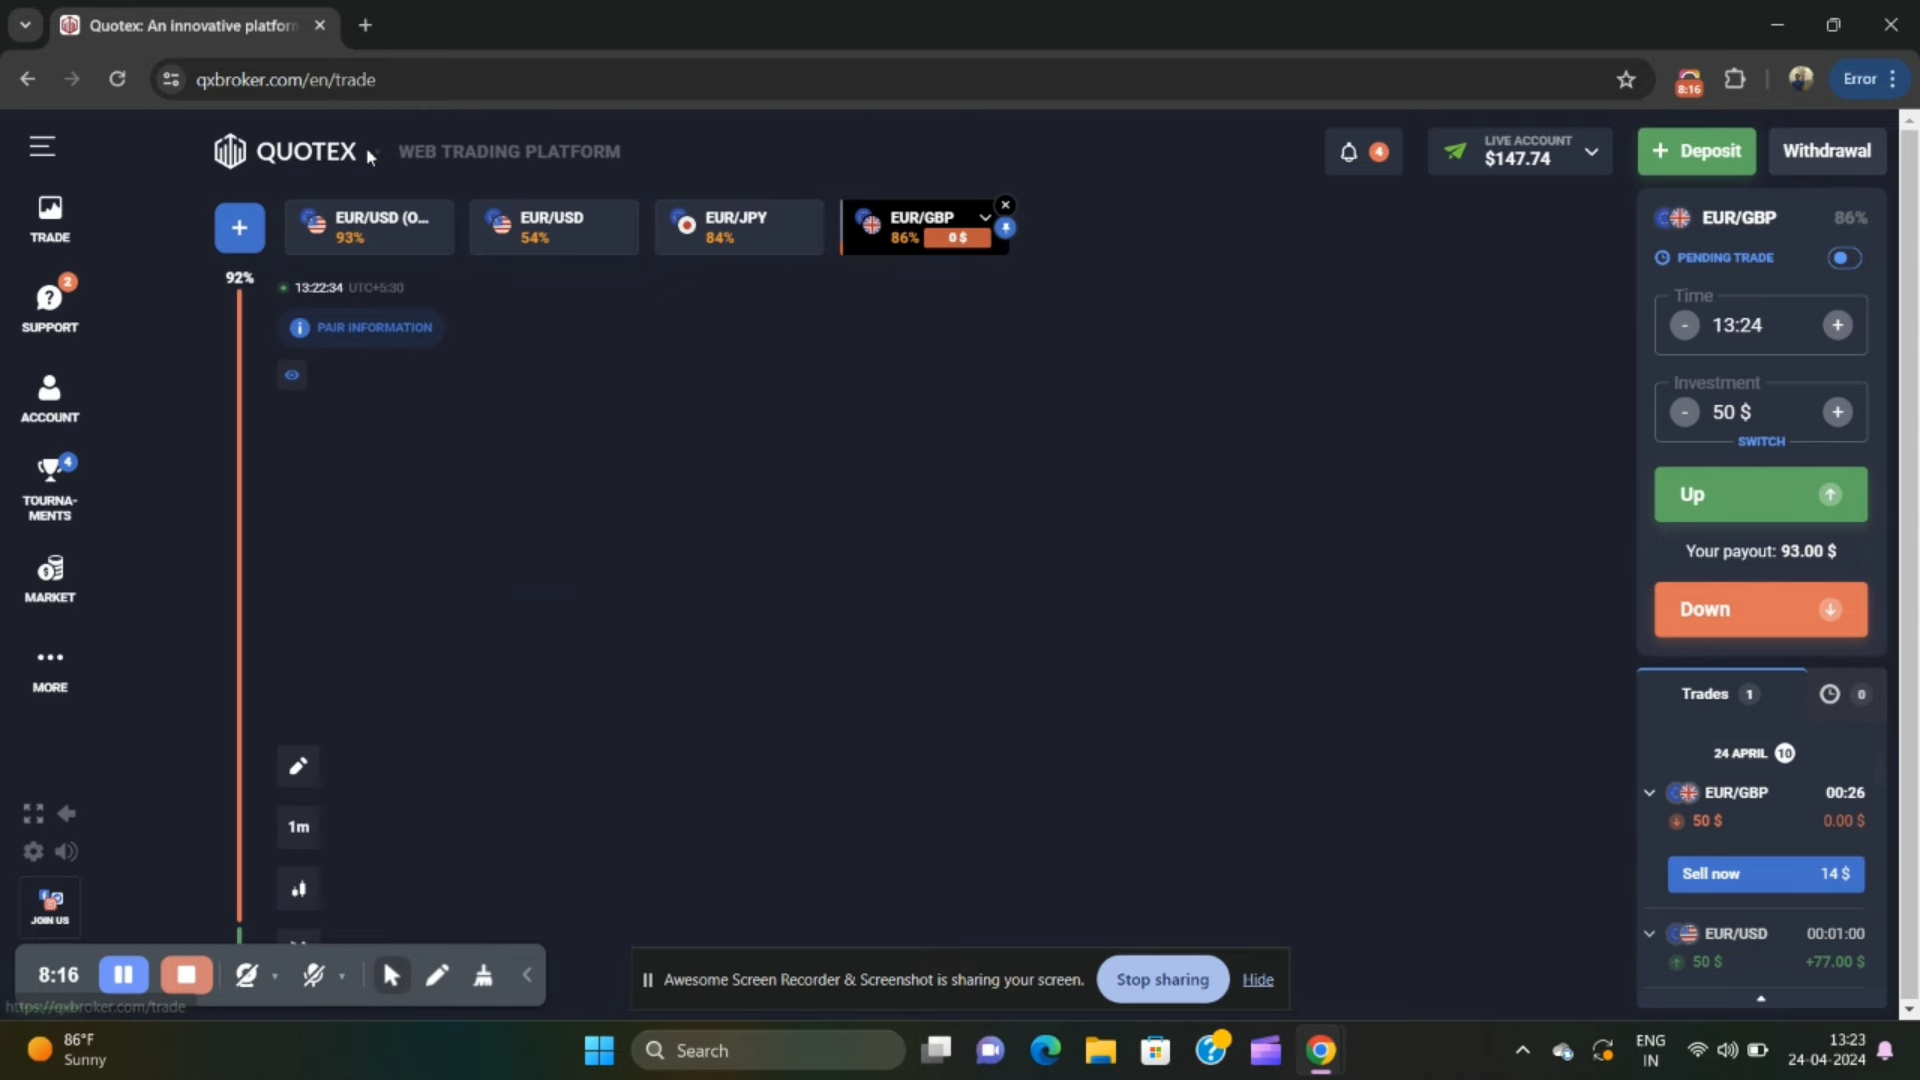 Quotex: An innovative platform
qxbroker.com/en/trade
8:16
Error
QUOTEX
WEB TRADING PLATFORM
4
LIVE ACCOUNT
$147.74
+ Deposit
Withdrawal
TRADE
2
SUPPORT
ACCOUNT
4
TOURNA-
MENTS
MARKET
MORE
JOIN US
+
EUR/USD (O...
93%
EUR/USD
54%
EUR/JPY
84%
EUR/GBP
86% 0 $
92%
13:22:34 UTC+5:30
PAIR INFORMATION
1m
EUR/GBP 86%
PENDING TRADE
Time
- 13:24 +
Investment
- 50 $ +
SWITCH
Up
Your payout: 93.00 $
Down
Trades 1 0
24 APRIL 10
EUR/GBP 00:26
50 $ 0.00 $
Sell now 14 $
EUR/USD 00:01:00
50 $ +77.00 $
8:16
Awesome Screen Recorder & Screenshot is sharing your screen.
Stop sharing
Hide
https://qxbroker.com/trade
86°F
Sunny
Search
ENG
IN
13:23
24-04-2024